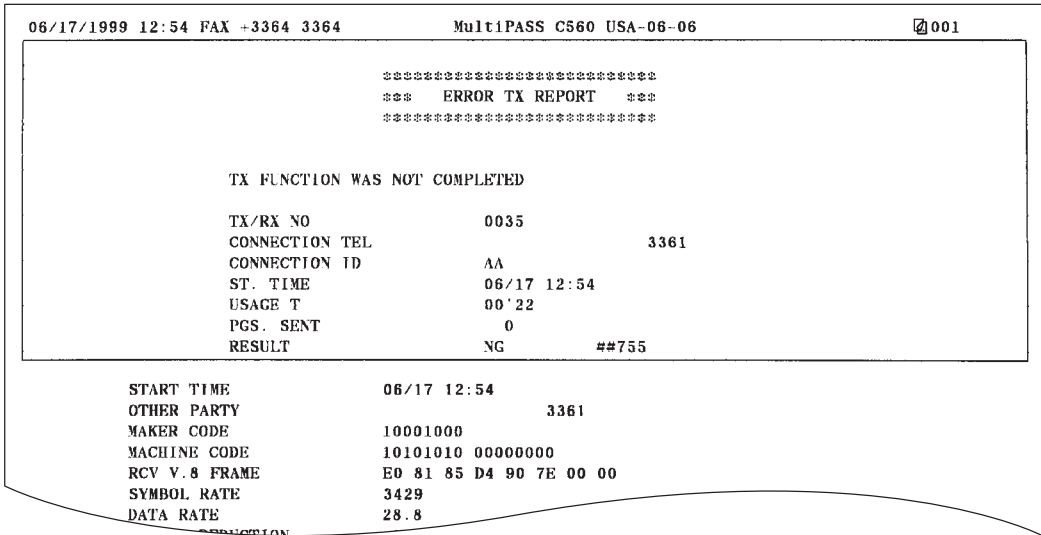 06/17/1999 12:54 FAX +3364 3364 MultiPASS C560 USA-06-06 001
***************************
*** ERROR TX REPORT ***
***************************
TX FUNCTION WAS NOT COMPLETED
TX/RX NO 0035
CONNECTION TEL 3361
CONNECTION ID AA
ST. TIME 06/17 12:54
USAGE T 00'22
PGS. SENT 0
RESULT NG ##755
START TIME 06/17 12:54
OTHER PARTY 3361
MAKER CODE 10001000
MACHINE CODE 10101010 00000000
RCV V.8 FRAME E0 81 85 D4 90 7E 00 00
SYMBOL RATE 3429
DATA RATE 28.8